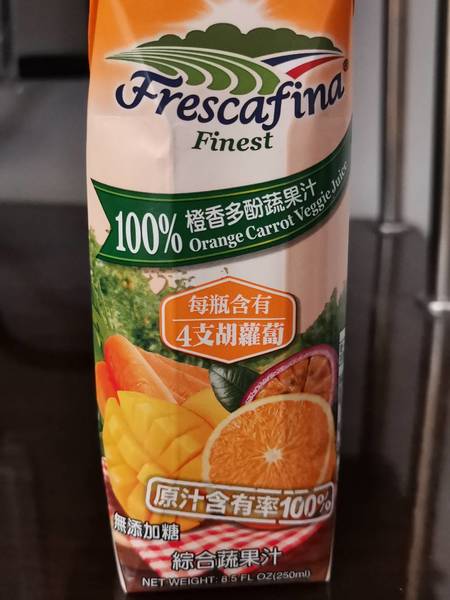 Frescafina®
Finest
100% 橙香多酚蔬果汁
Orange Carrot Veggie Juice
每瓶含有
4支胡蘿蔔
原汁含有率100%
無添加糖
綜合蔬果汁
NET WEIGHT: 8.5 FL OZ(250ml)